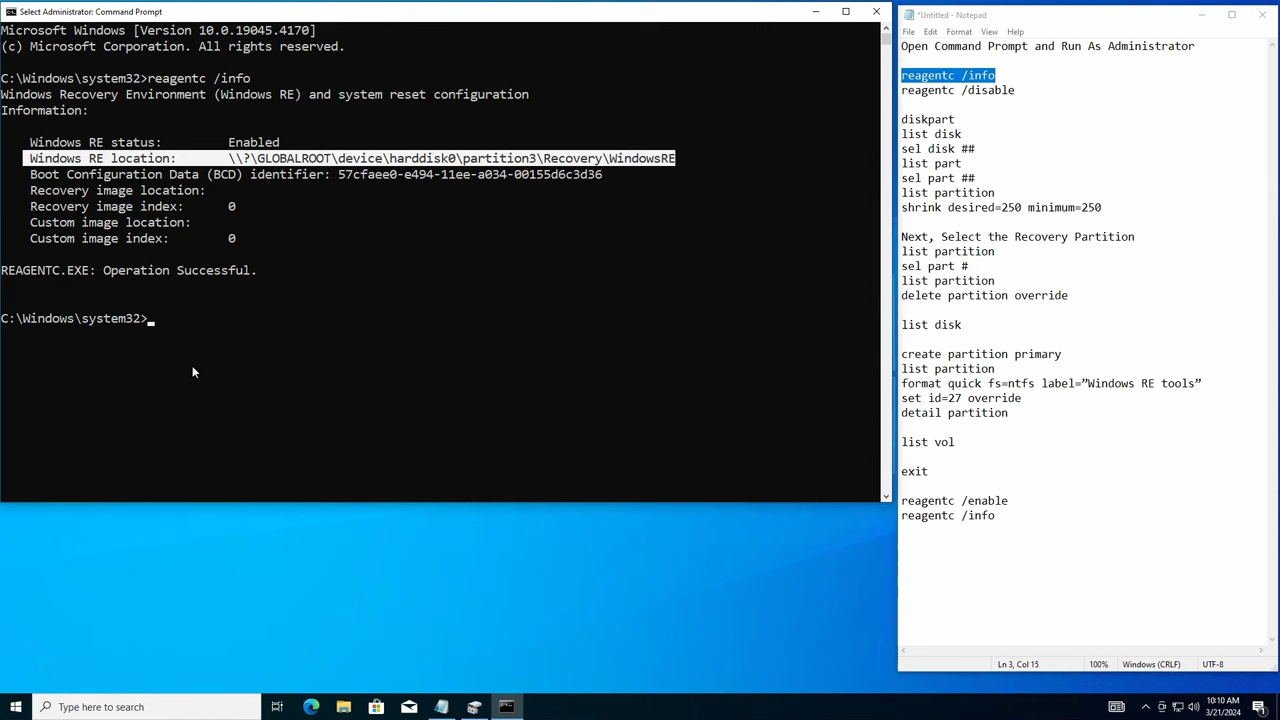 Select Administrator: Command Prompt
Microsoft Windows [Version 10.0.19045.4170]
(c) Microsoft Corporation. All rights reserved.
C:\Windows\system32>reagentc /info
Windows Recovery Environment (Windows RE) and system reset configuration
Information:
Windows RE status: Enabled
Windows RE location: \\?\GLOBALROOT\device\harddisk0\partition3\Recovery\WindowsRE
Boot Configuration Data (BCD) identifier: 57cfaee0-e494-11ee-a034-00155d6c3d36
Recovery image location:
Recovery image index: 0
Custom image location:
Custom image index: 0
REAGENTC.EXE: Operation Successful.
C:\Windows\system32>
*Untitled - Notepad
File Edit Format View Help
Open Command Prompt and Run As Administrator
reagentc /info
reagentc /disable
diskpart
list disk
sel disk ##
list part
sel part ##
list partition
shrink desired=250 minimum=250
Next, Select the Recovery Partition
list partition
sel part #
list partition
delete partition override
list disk
create partition primary
list partition
format quick fs=ntfs label=”Windows RE tools”
set id=27 override
detail partition
list vol
exit
reagentc /enable
reagentc /info
Ln 3, Col 15 100% Windows (CRLF) UTF-8
Type here to search
10:10 AM
3/21/2024
1